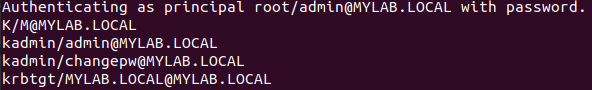 Authenticating as principal root/admin@MYLAB.LOCAL with password.
K/M@MYLAB.LOCAL
kadmin/admin@MYLAB.LOCAL
kadmin/changepw@MYLAB.LOCAL
krbtgt/MYLAB.LOCAL@MYLAB.LOCAL